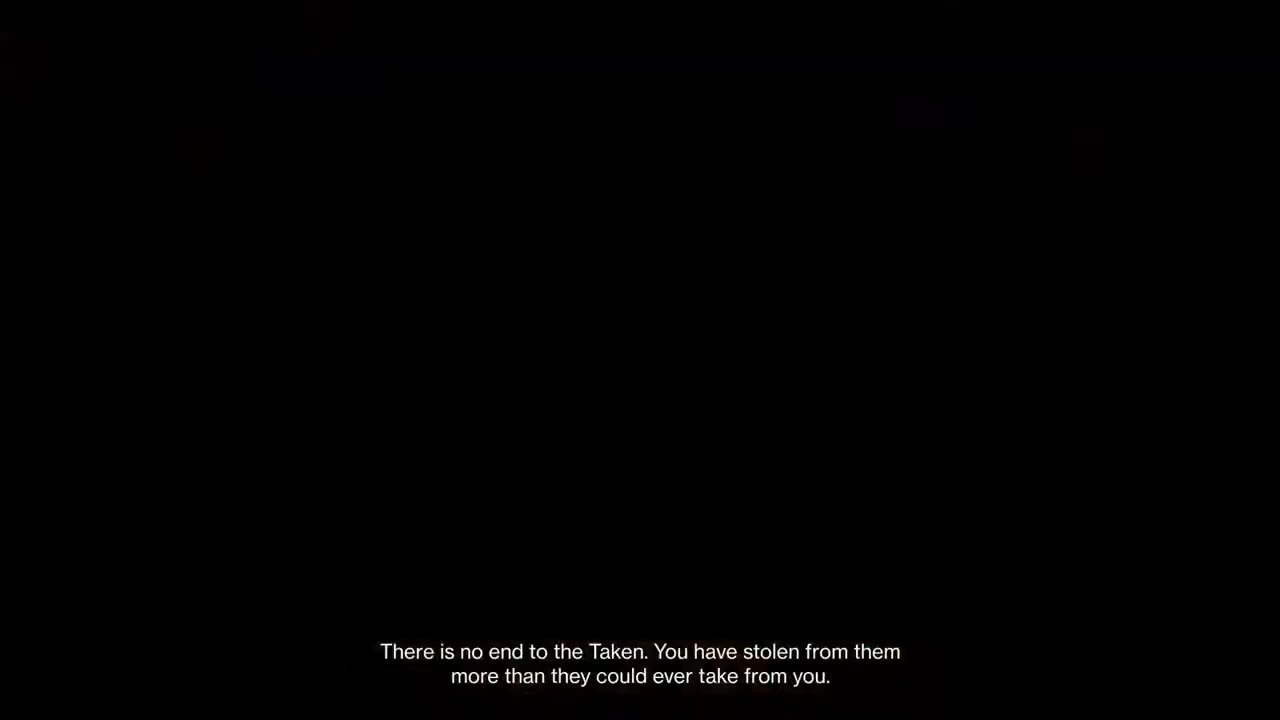 There is no end to the Taken. You have stolen from them
more than they could ever take from you.